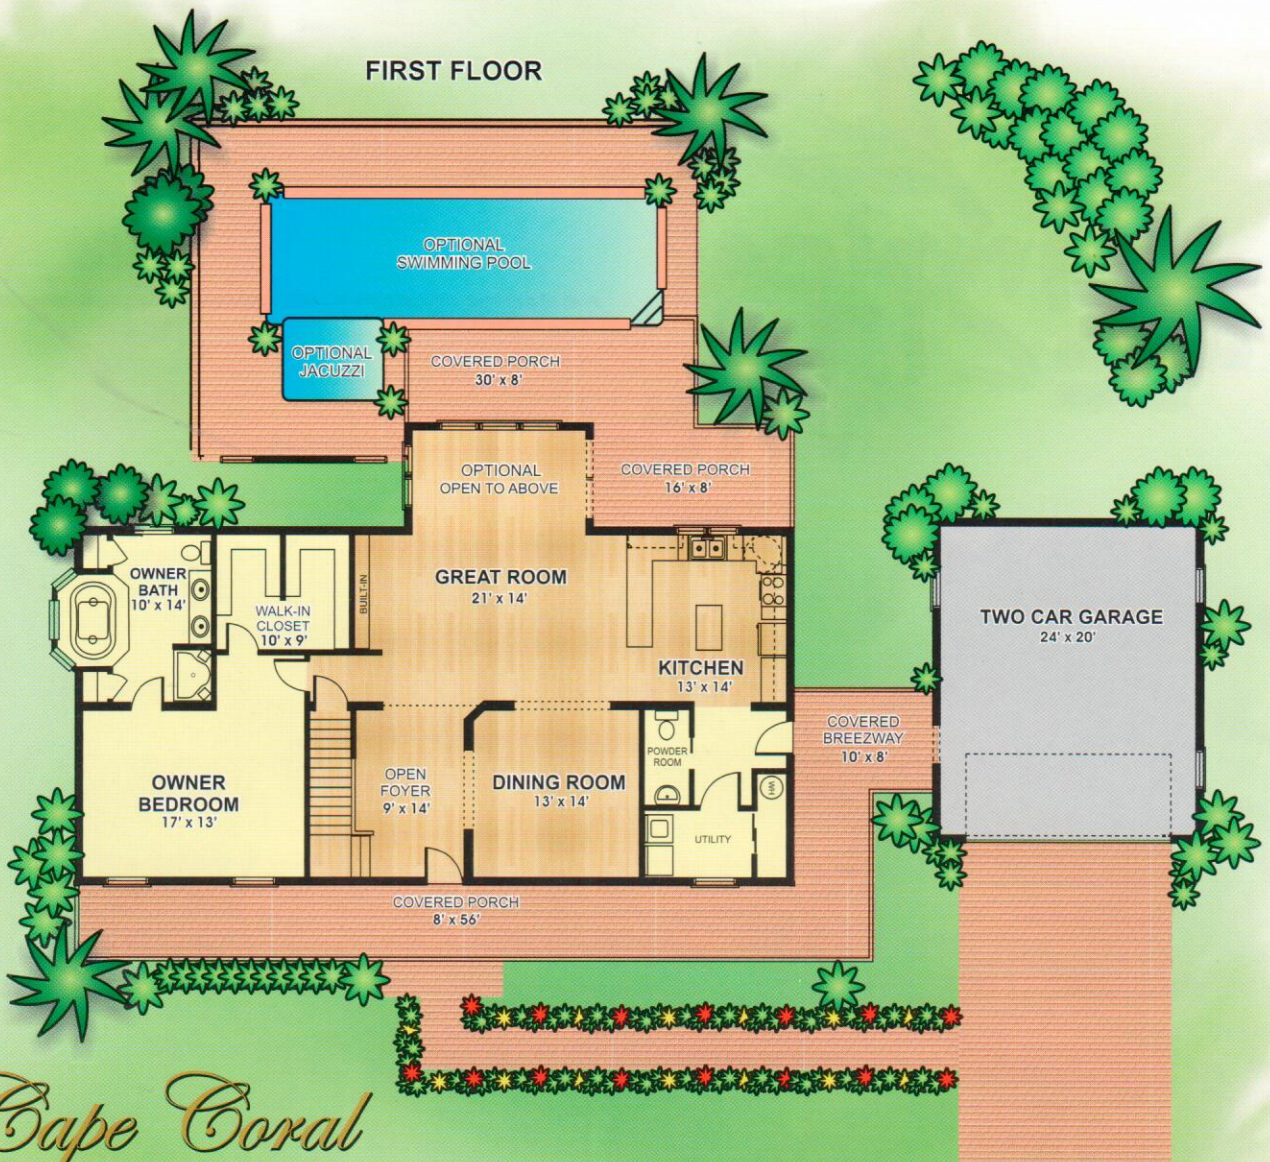 FIRST FLOOR
OPTIONAL
SWIMMING POOL
OPTIONAL
JACUZZI
COVERED PORCH
30' x 8'
OPTIONAL
OPEN TO ABOVE
COVERED PORCH
16' x 8'
OWNER
BATH
10' x 14'
WALK-IN
CLOSET
10' x 9'
BUILT-IN
GREAT ROOM
21' x 14'
KITCHEN
13' x 14'
TWO CAR GARAGE
24' x 20'
COVERED
BREEZWAY
10' x 8'
POWDER
ROOM
OWNER
BEDROOM
17' x 13'
OPEN
FOYER
9' x 14'
DINING ROOM
13' x 14'
WH
UTILITY
COVERED PORCH
8' x 56'
Cape Coral